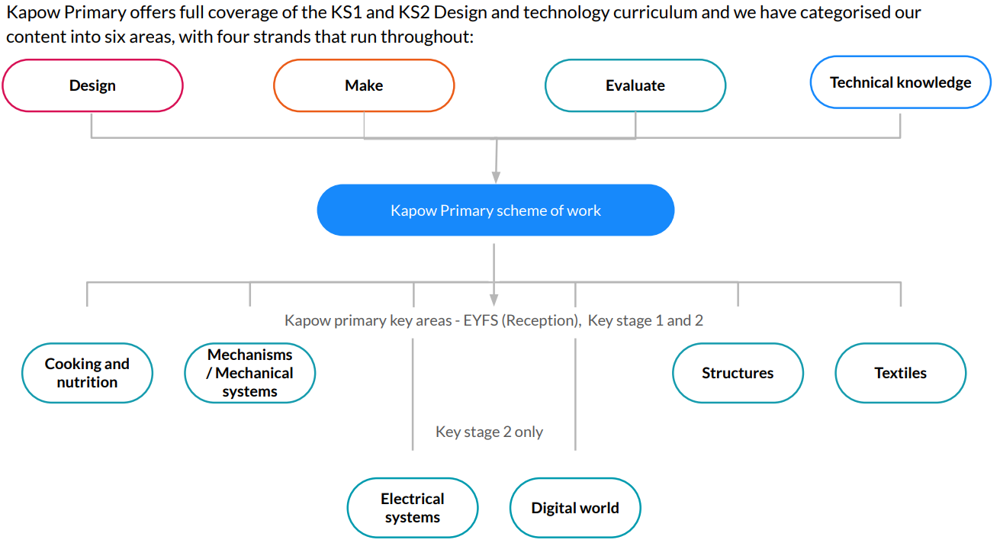 Kapow Primary offers full coverage of the KS1 and KS2 Design and technology curriculum and we have categorised our
content into six areas, with four strands that run throughout:
Design
Make
Evaluate
Technical knowledge
Kapow Primary scheme of work
Kapow primary key areas - EYFS (Reception), Key stage 1 and 2
Cooking and
nutrition
Mechanisms
/ Mechanical
systems
Structures
Textiles
Key stage 2 only
Electrical
systems
Digital world